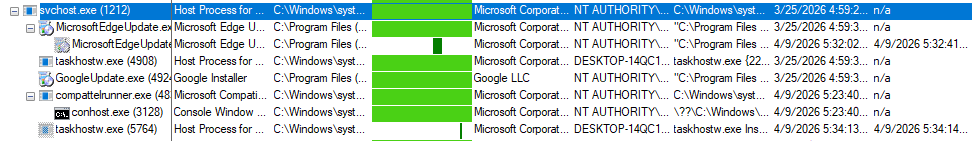 svchost.exe (1212) Host Process for ... C:\Windows\syst... Microsoft Corporat... NT AUTHORITY\... C:\Windows\syst... 3/25/2026 4:59:2... n/a
MicrosoftEdgeUpdate. Microsoft Edge U... C:\Program Files (... Microsoft Corporat... NT AUTHORITY\... "C:\Program Files ... 3/25/2026 4:59:3... n/a
MicrosoftEdgeUpdate. Microsoft Edge U... C:\Program Files (... Microsoft Corporat... NT AUTHORITY\... "C:\Program Files ... 4/9/2026 5:32:02... 4/9/2026 5:32:41...
taskhostw.exe (4908) Host Process for ... C:\Windows\syst... Microsoft Corporat... DESKTOP-14QC1... taskhostw.exe {22... 3/25/2026 4:59:3... n/a
GoogleUpdate.exe (4924 Google Installer C:\Program Files (... Google LLC NT AUTHORITY\... "C:\Program Files ... 3/25/2026 4:59:3... n/a
compattelrunner.exe (48 Microsoft Compati... C:\Windows\syst... Microsoft Corporat... NT AUTHORITY\... C:\Windows\syst... 4/9/2026 5:23:40... n/a
conhost.exe (3128) Console Window ... C:\Windows\syst... Microsoft Corporat... NT AUTHORITY\... \??\C:\Windows\... 4/9/2026 5:23:40... n/a
taskhostw.exe (5764) Host Process for ... C:\Windows\syst... Microsoft Corporat... DESKTOP-14QC1... taskhostw.exe Ins... 4/9/2026 5:34:13... 4/9/2026 5:34:14...